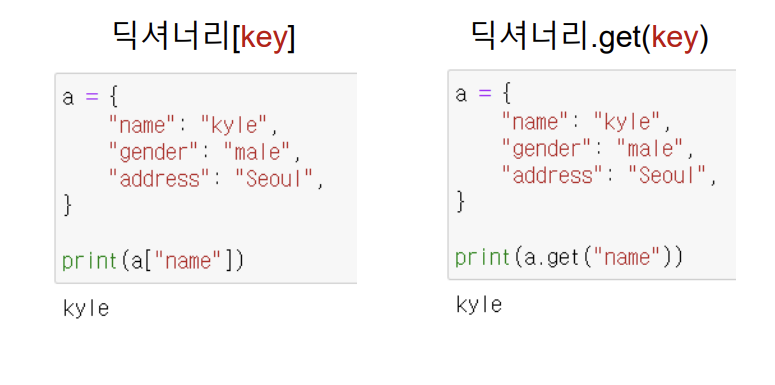 딕셔너리[key]
a = {
    "name": "kyle",
    "gender": "male",
    "address": "Seoul",
}
print(a["name"])
kyle
딕셔너리.get(key)
a = {
    "name": "kyle",
    "gender": "male",
    "address": "Seoul",
}
print(a.get("name"))
kyle